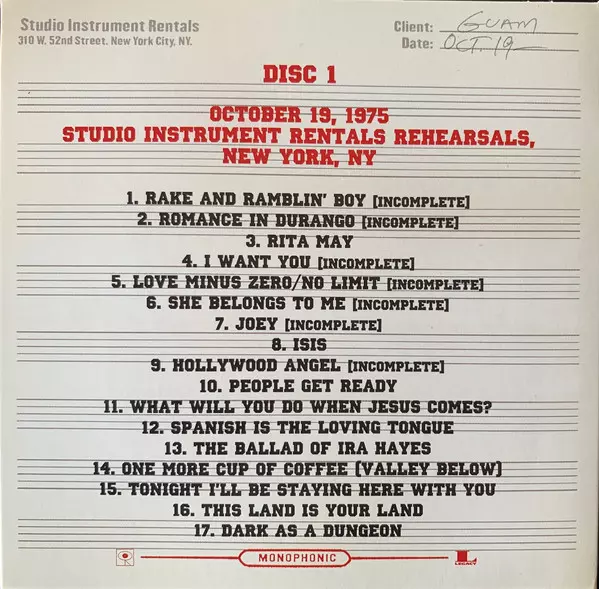 Studio Instrument Rentals
310 W. 52nd Street. New York City, NY.
Client: GUAM
Date: OCT. 19
DISC 1
OCTOBER 19, 1975
STUDIO INSTRUMENT RENTALS REHEARSALS,
NEW YORK, NY
1. RAKE AND RAMBLIN' BOY [INCOMPLETE]
2. ROMANCE IN DURANGO [INCOMPLETE]
3. RITA MAY
4. I WANT YOU [INCOMPLETE]
5. LOVE MINUS ZERO/NO LIMIT [INCOMPLETE]
6. SHE BELONGS TO ME [INCOMPLETE]
7. JOEY [INCOMPLETE]
8. ISIS
9. HOLLYWOOD ANGEL [INCOMPLETE]
10. PEOPLE GET READY
11. WHAT WILL YOU DO WHEN JESUS COMES?
12. SPANISH IS THE LOVING TONGUE
13. THE BALLAD OF IRA HAYES
14. ONE MORE CUP OF COFFEE (VALLEY BELOW)
15. TONIGHT I'LL BE STAYING HERE WITH YOU
16. THIS LAND IS YOUR LAND
17. DARK AS A DUNGEON
MONOPHONIC
LEGACY